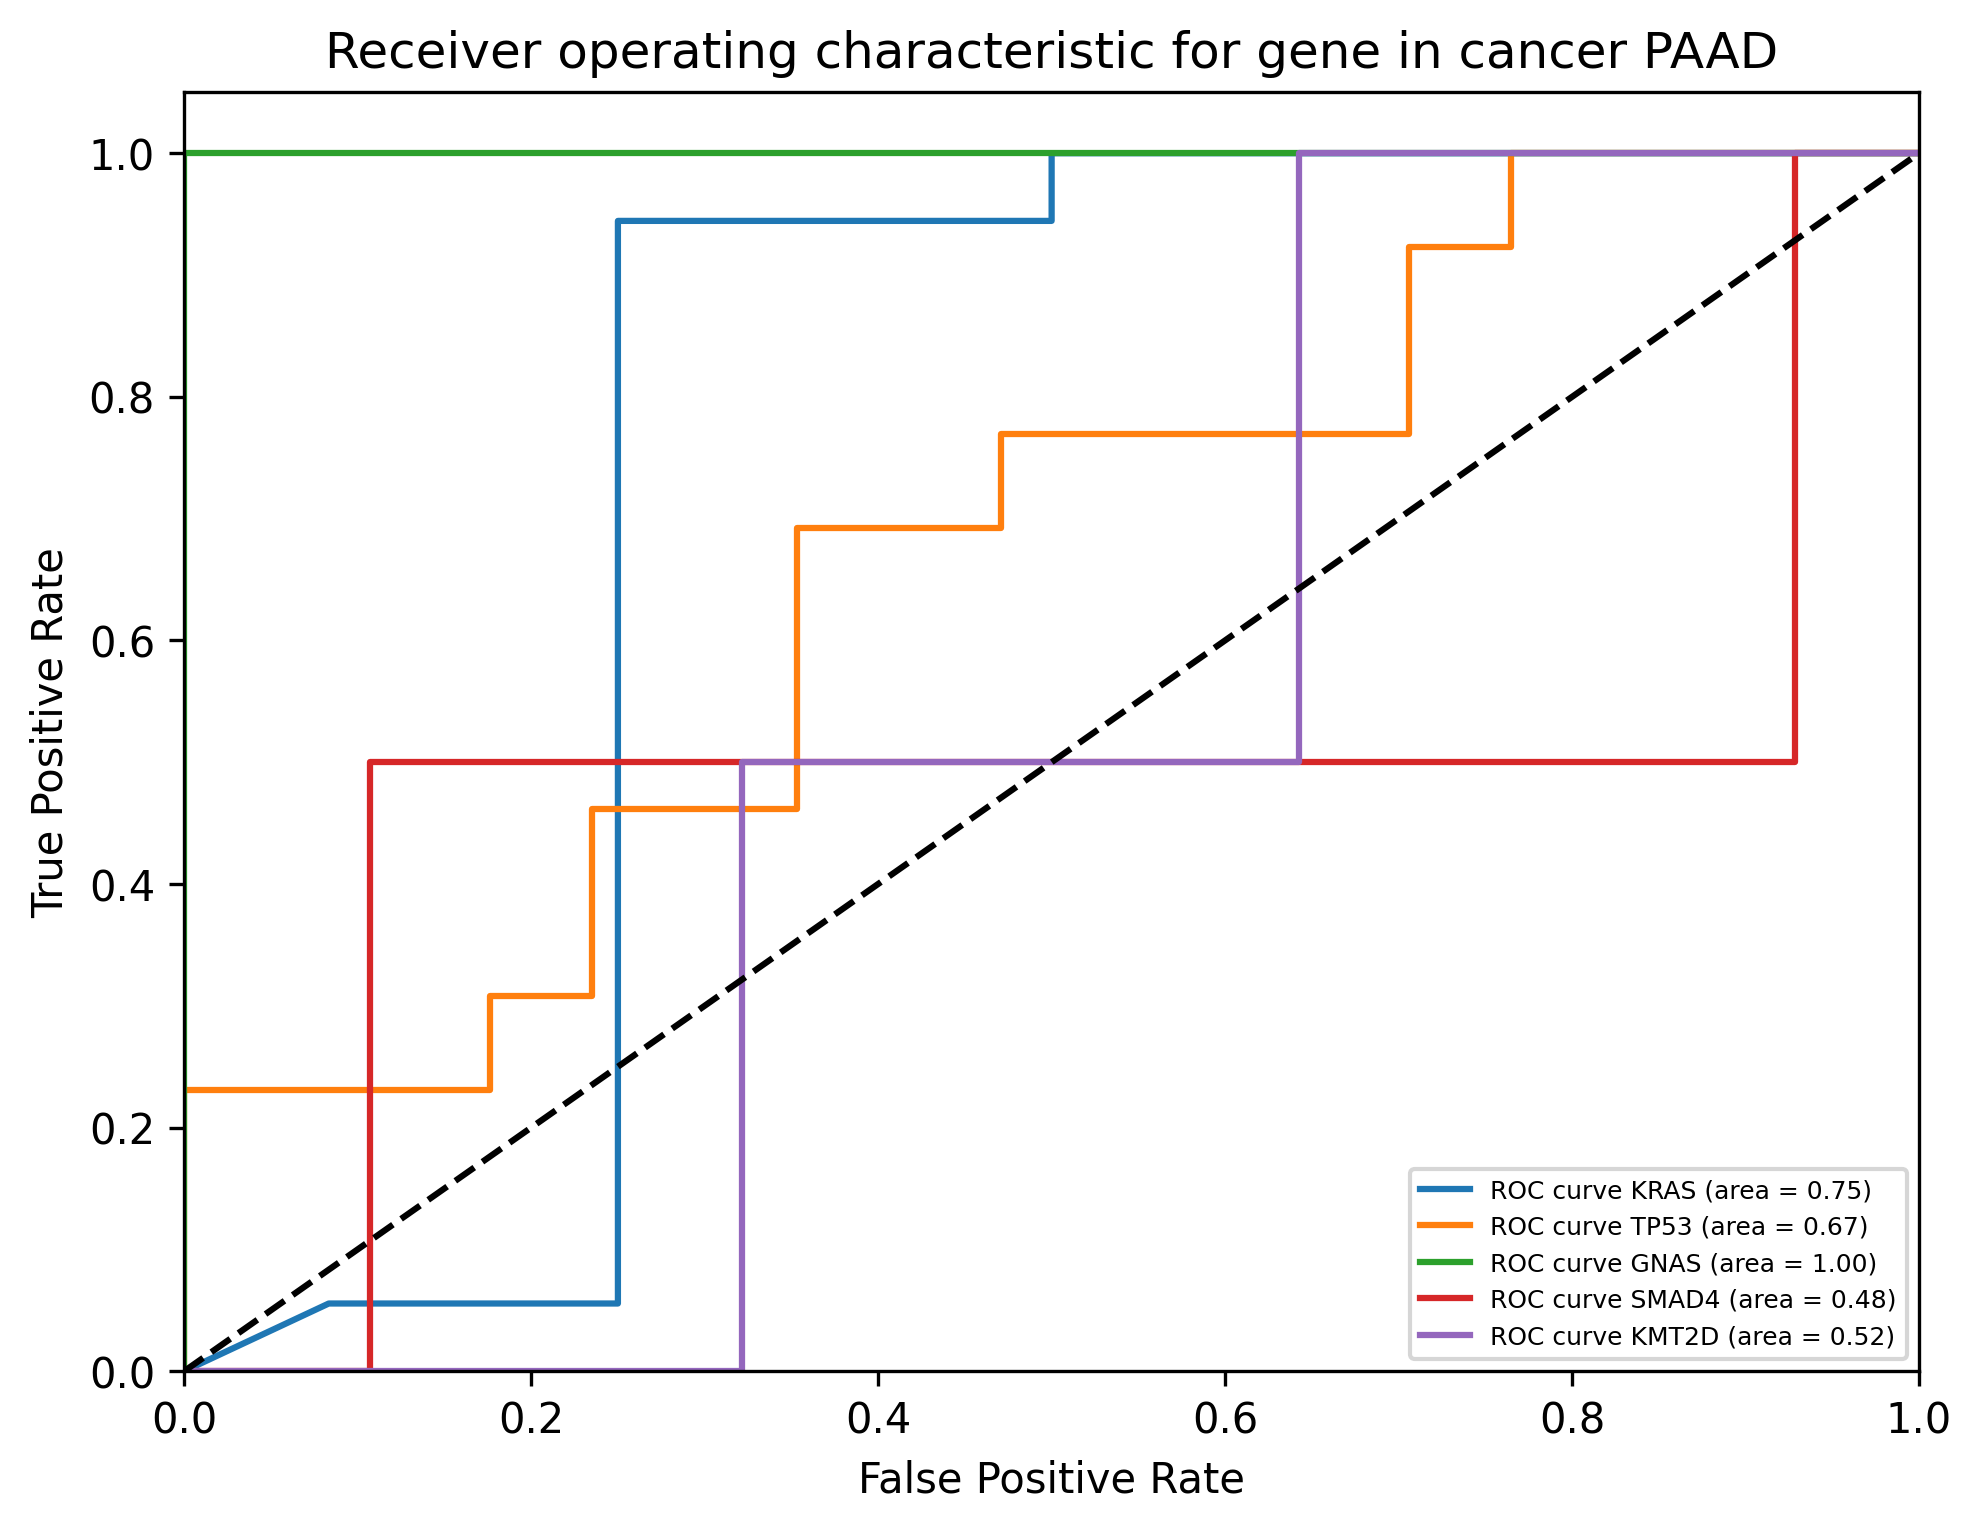 Receiver operating characteristic for gene in cancer PAAD
True Positive Rate
1.0
0.8
0.6
0.4
0.2
0.0
ROC curve KRAS (area = 0.75)
ROC curve TP53 (area = 0.67)
ROC curve GNAS (area = 1.00)
ROC curve SMAD4 (area = 0.48)
ROC curve KMT2D (area = 0.52)
0.0 0.2 0.4 0.6 0.8 1.0
False Positive Rate